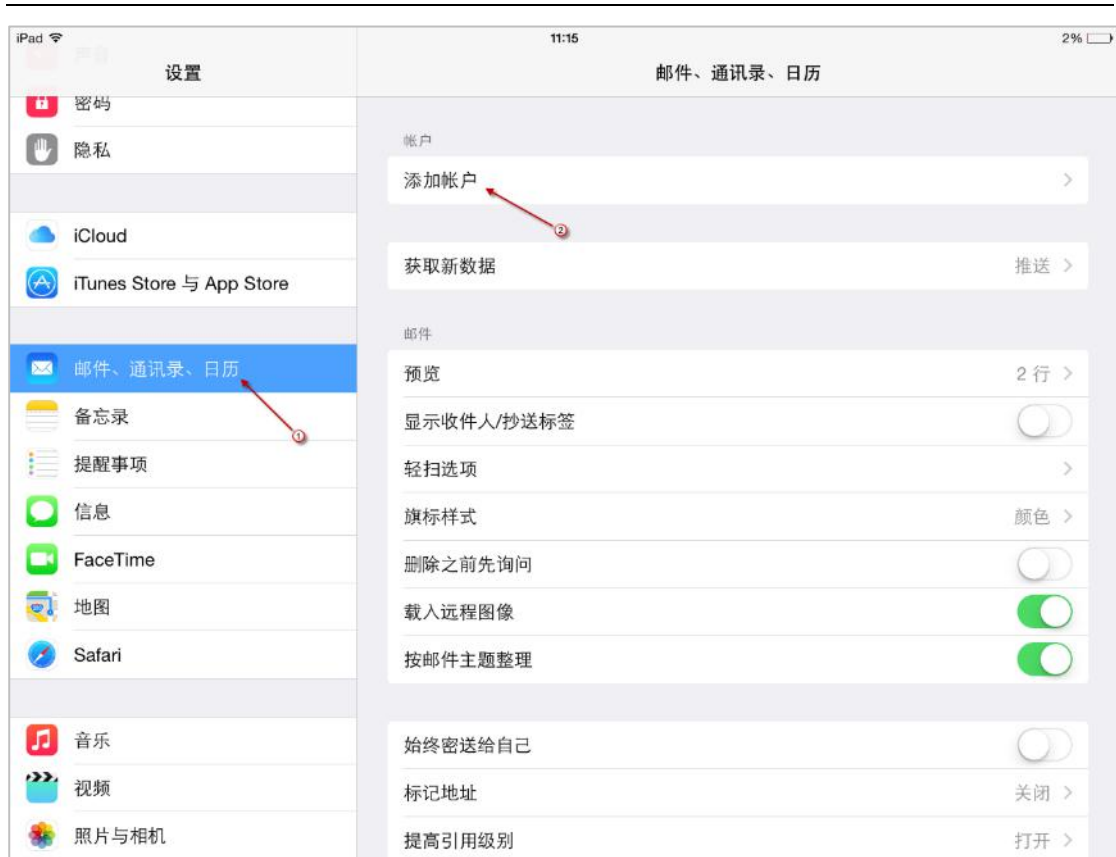 iPad
11:15
2%
声音
设置
邮件、通讯录、日历
密码
隐私
iCloud
iTunes Store 与 App Store
邮件、通讯录、日历
①
备忘录
提醒事项
信息
FaceTime
地图
Safari
音乐
视频
照片与相机
帐户
添加帐户
②
获取新数据 推送
邮件
预览 2 行
显示收件人/抄送标签
轻扫选项
旗标样式 颜色
删除之前先询问
载入远程图像
按邮件主题整理
始终密送给自己
标记地址 关闭
提高引用级别 打开